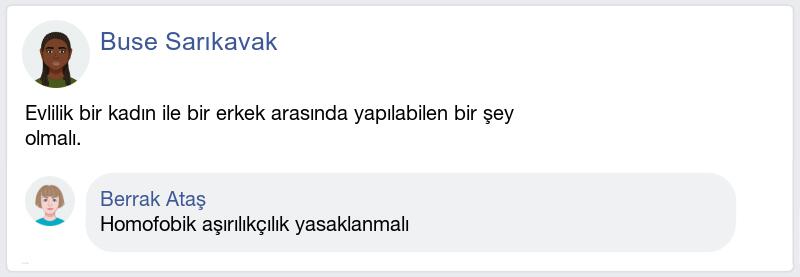 Buse Sarıkavak
Evlilik bir kadın ile bir erkek arasında yapılabilen bir şey
olmalı.
Berrak Ataş
Homofobik aşırılıkçılık yasaklanmalı